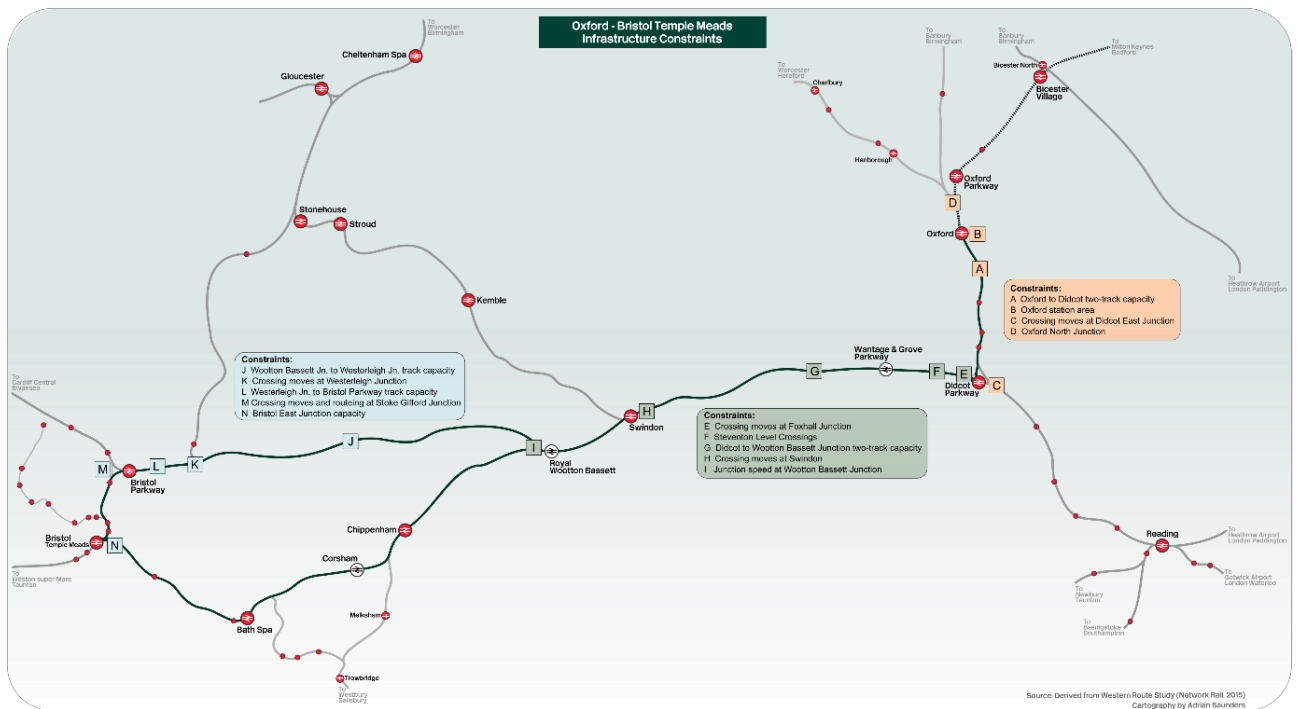 Oxford - Bristol Temple Meads
Infrastructure Constraints
To
Worcester
Birmingham
Cheltenham Spa
Gloucester
To
Worcester
Hereford
Charlbury
Hanborough
To
Banbury
Birmingham
To
Banbury
Birmingham
To
Milton Keynes
Bedford
Bicester North
Bicester
Village
Oxford
Parkway
D
Oxford
B
A
To
Heathrow Airport
London Paddington
Stonehouse
Stroud
Kemble
Constraints:
A Oxford to Didcot two-track capacity
B Oxford station area
C Crossing moves at Didcot East Junction
D Oxford North Junction
Wantage & Grove
Parkway
G
F
E
Didcot
Parkway
C
Constraints:
J Wootton Bassett Jn. to Westerleigh Jn. track capacity
K Crossing moves at Westerleigh Junction
L Westerleigh Jn. to Bristol Parkway track capacity
M Crossing moves and routeing at Stoke Gifford Junction
N Bristol East Junction capacity
To
Cardiff Central
Swansea
H
Swindon
Constraints:
E Crossing moves at Foxhall Junction
F Steventon Level Crossings
G Didcot to Wootton Bassett Junction two-track capacity
H Crossing moves at Swindon
I Junction speed at Wootton Bassett Junction
J
I
Royal
Wootton Bassett
M
L
K
Bristol
Parkway
Chippenham
Bristol
Temple Meads
N
Corsham
To
Weston-super-Mare
Taunton
Melksham
Bath Spa
Trowbridge
To
Westbury
Salisbury
Reading
To
Heathrow Airport
London Paddington
To
Gatwick Airport
London Waterloo
To
Newbury
Taunton
To
Basingstoke
Southampton
Source: Derived from Western Route Study (Network Rail, 2015)
Cartography by Adrian Saunders